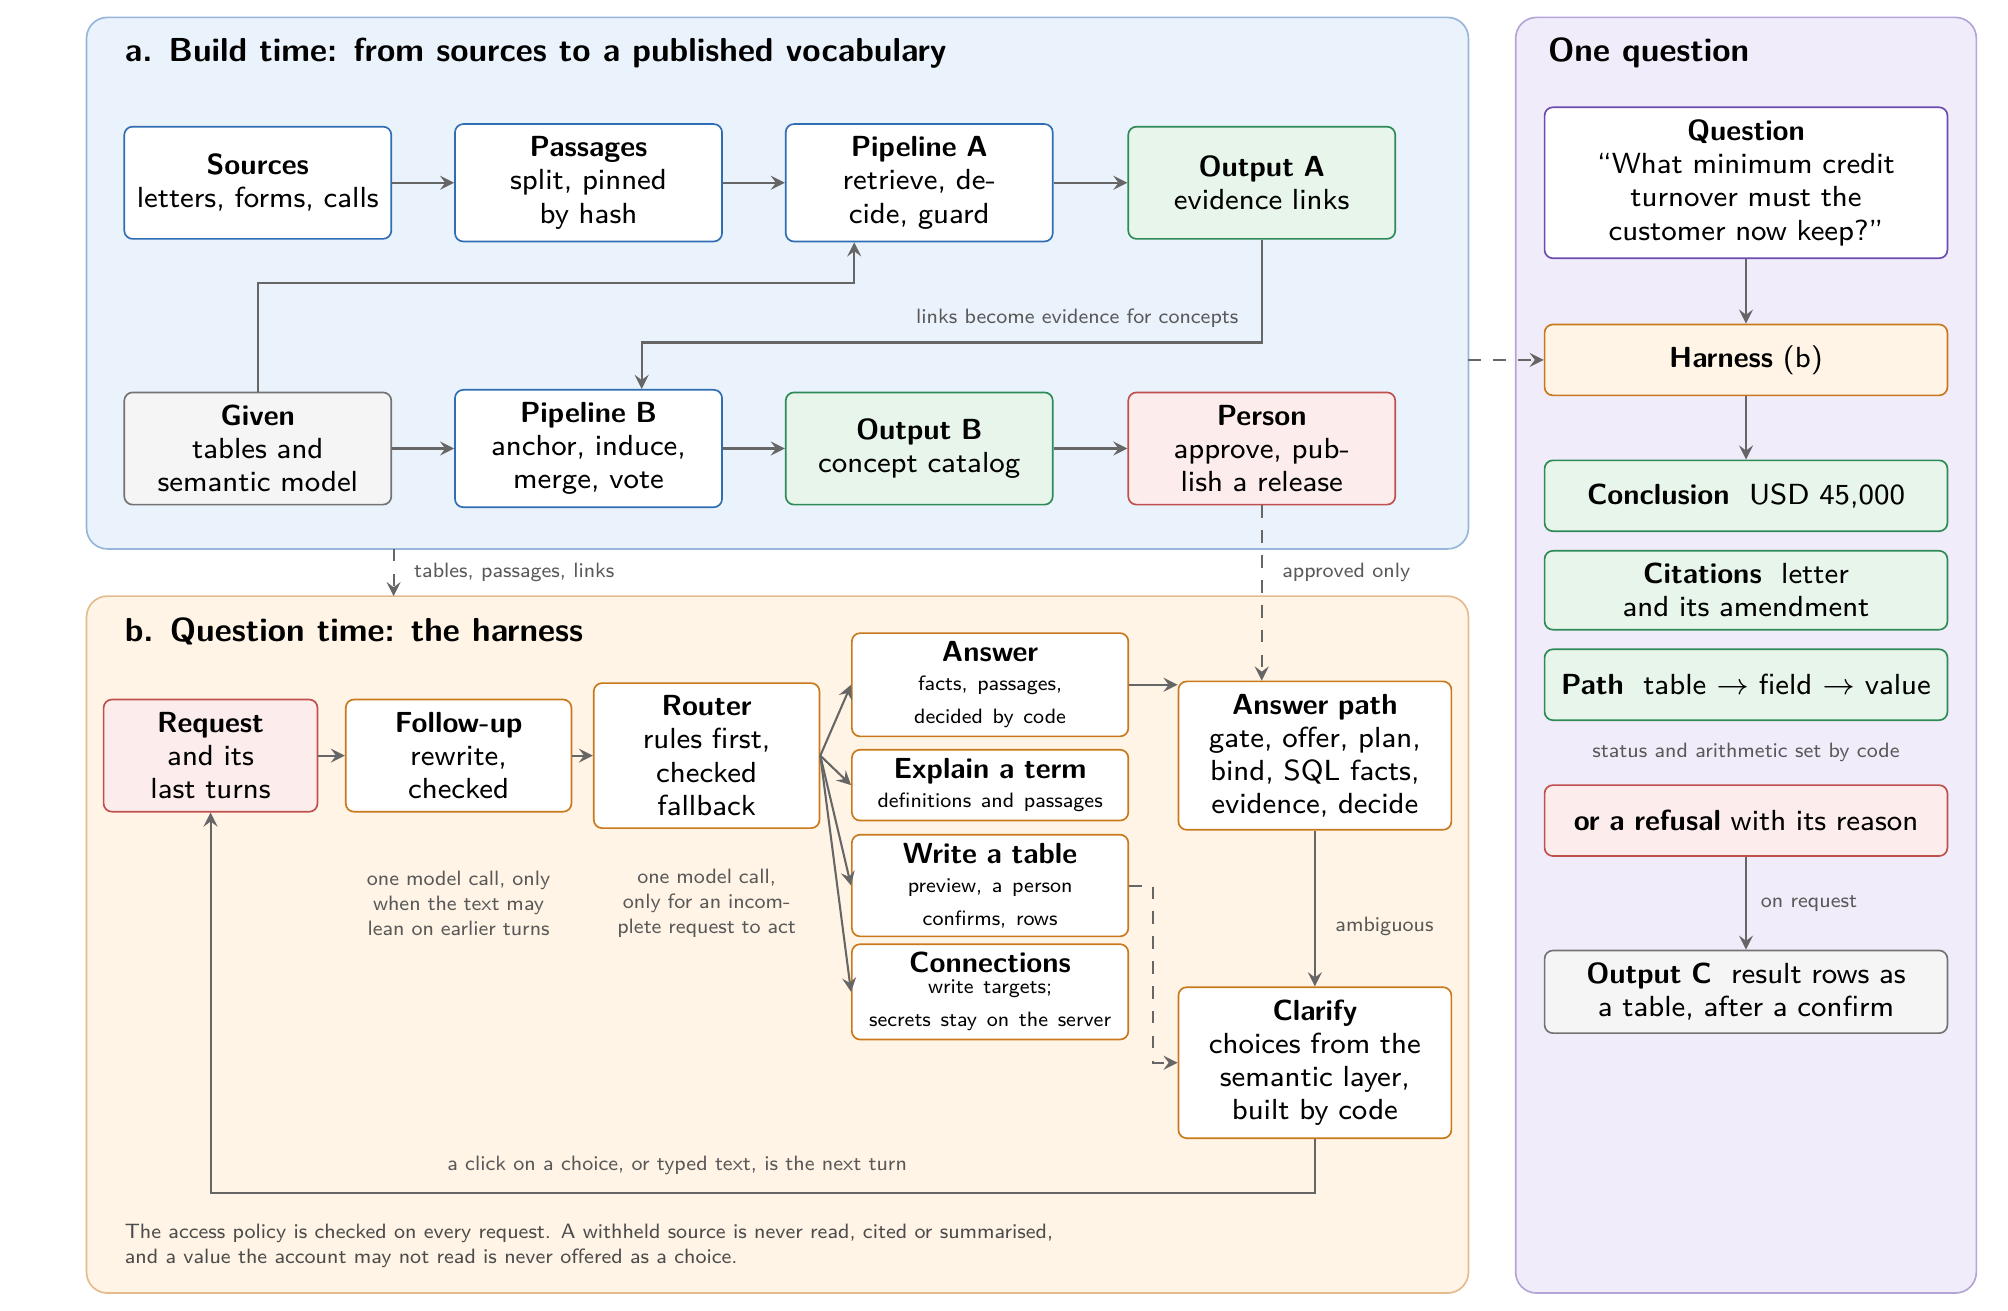 a. Build time: from sources to a published vocabulary
Sources
letters, forms, calls
Passages
split, pinned
by hash
Pipeline A
retrieve, de-
cide, guard
Output A
evidence links
links become evidence for concepts
Given
tables and
semantic model
Pipeline B
anchor, induce,
merge, vote
Output B
concept catalog
Person
approve, pub-
lish a release
tables, passages, links
approved only
b. Question time: the harness
Request
and its
last turns
Follow-up
rewrite,
checked
one model call, only
when the text may
lean on earlier turns
Router
rules first,
checked
fallback
one model call,
only for an incom-
plete request to act
Answer
facts, passages,
decided by code
Explain a term
definitions and passages
Write a table
preview, a person
confirms, rows
Connections
write targets;
secrets stay on the server
Answer path
gate, offer, plan,
bind, SQL facts,
evidence, decide
ambiguous
Clarify
choices from the
semantic layer,
built by code
a click on a choice, or typed text, is the next turn
The access policy is checked on every request. A withheld source is never read, cited or summarised,
and a value the account may not read is never offered as a choice.
One question
Question
“What minimum credit
turnover must the
customer now keep?”
Harness (b)
Conclusion USD 45,000
Citations letter
and its amendment
Path table → field → value
status and arithmetic set by code
or a refusal with its reason
on request
Output C result rows as
a table, after a confirm